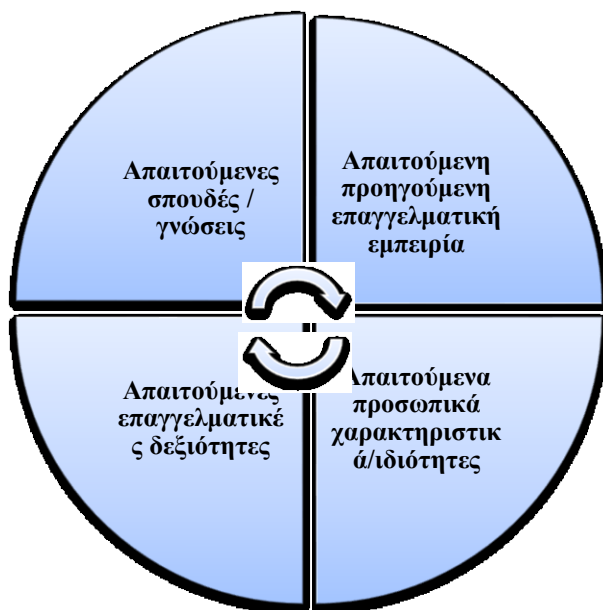 Απαιτούμενες
σπουδές /
γνώσεις
Απαιτούμενη
προηγούμενη
επαγγελματική
εμπειρία
Απαιτούμενες
επαγγελματικέ
ς δεξιότητες
Απαιτούμενα
προσωπικά
χαρακτηριστικ
ά/ιδιότητες